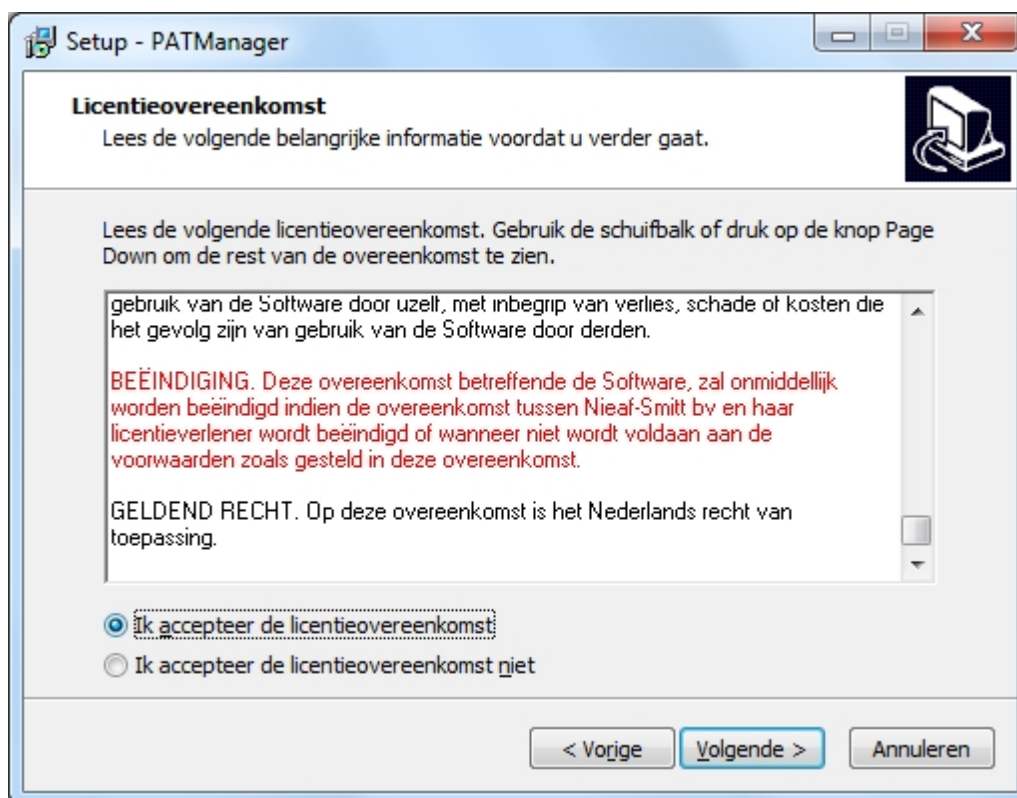 Setup - PATManager
Licentieovereenkomst
Lees de volgende belangrijke informatie voordat u verder gaat.
Lees de volgende licentieovereenkomst. Gebruik de schuifbalk of druk op de knop Page
Down om de rest van de overeenkomst te zien.
gebruik van de Software door uzelf, met inbegrip van verlies, schade of kosten die
het gevolg zijn van gebruik van de Software door derden.
BEËINDIGING. Deze overeenkomst betreffende de Software, zal onmiddellijk
worden beëindigd indien de overeenkomst tussen Nieaf-Smitt bv en haar
licentieverlener wordt beëindigd of wanneer niet wordt voldaan aan de
voorwaarden zoals gesteld in deze overeenkomst.
GELDEND RECHT. Op deze overeenkomst is het Nederlands recht van
toepassing.
Ik accepteer de licentieovereenkomst
Ik accepteer de licentieovereenkomst niet
< Vorige Volgende > Annuleren